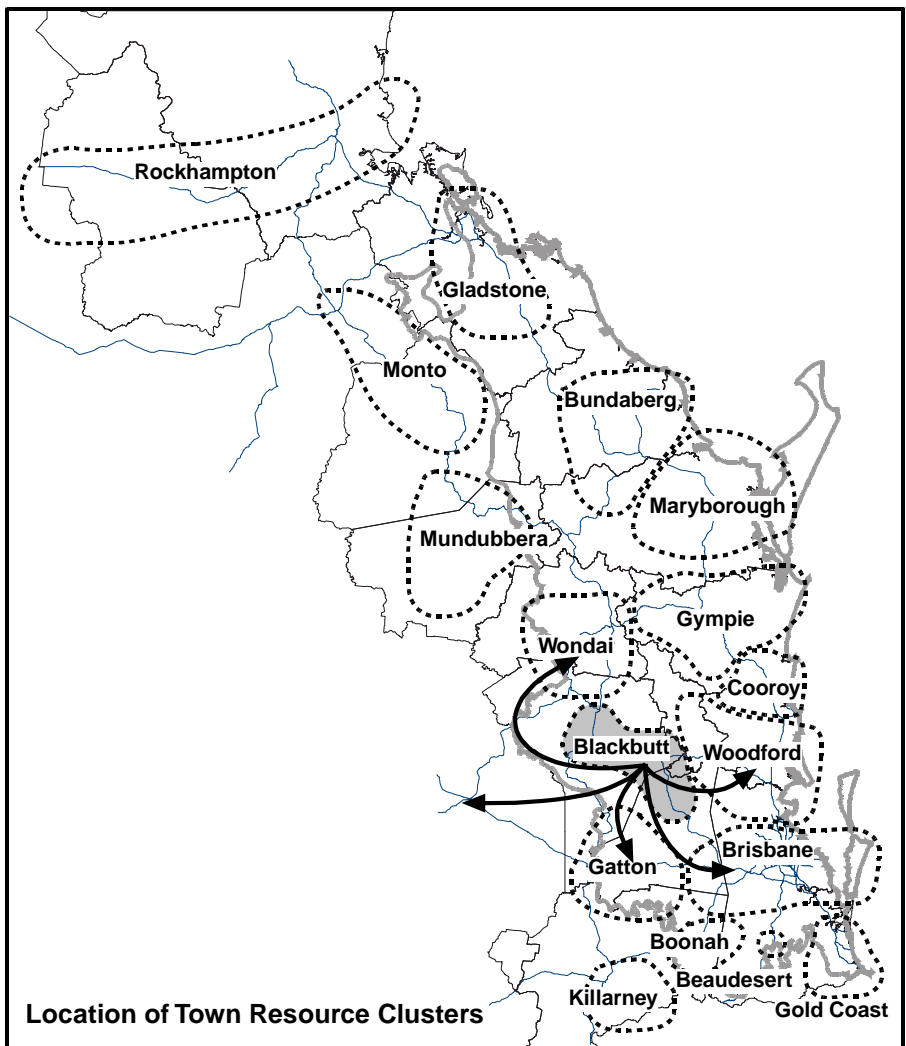 Rockhampton
Gladstone
Monto
Bundaberg
Maryborough
Mundubbera
Gympie
Wondai
Cooroy
Blackbutt
Woodford
Brisbane
Gatton
Boonah
Beaudesert
Killarney
Gold Coast
Location of Town Resource Clusters